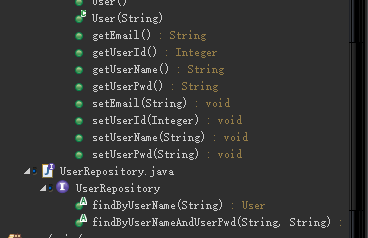 User()
User(String)
getEmail() : String
getUserId() : Integer
getUserName() : String
getUserPwd() : String
setEmail(String) : void
setUserId(Integer) : void
setUserName(String) : void
setUserPwd(String) : void
UserRepository.java
UserRepository
findByUserName(String) : User
findByUserNameAndUserPwd(String, String) :